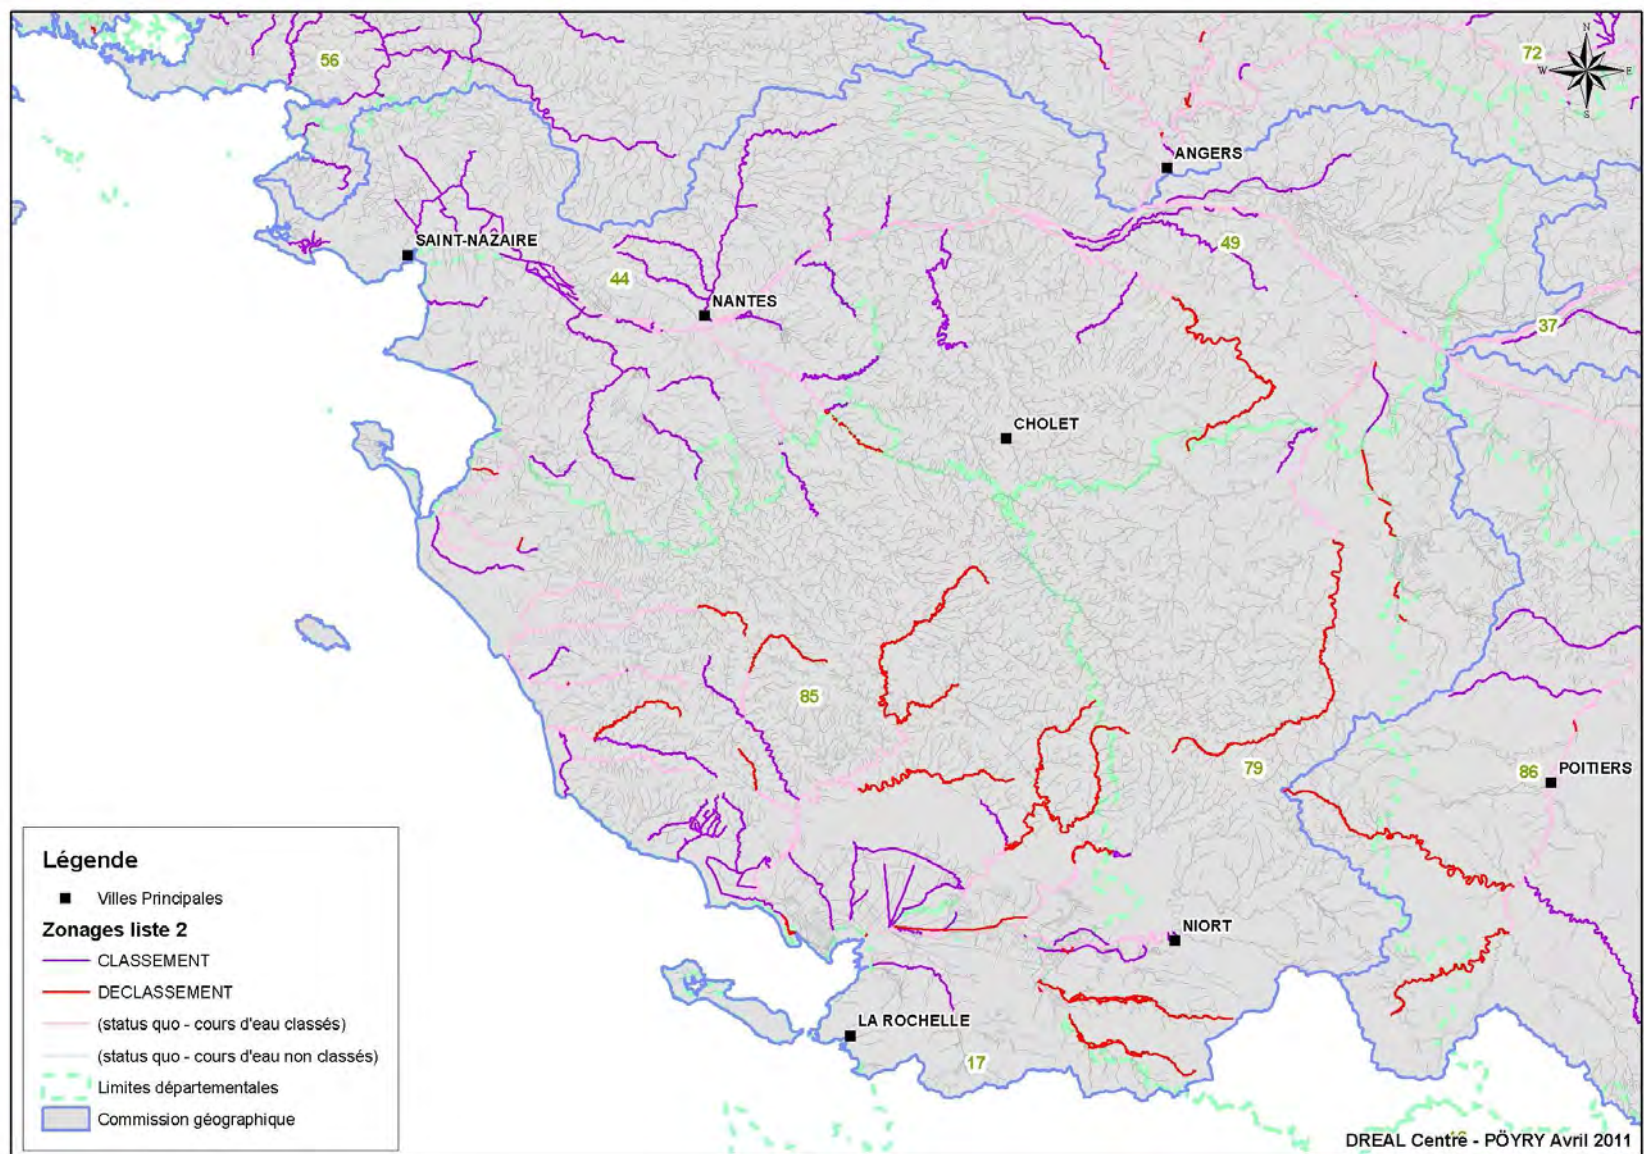 56
72
N
W E
S
ANGERS
SAINT-NAZAIRE
49
44
NANTES
37
CHOLET
85
79
86
POITIERS
NIORT
LA ROCHELLE
17
Légende
Villes Principales
Zonages liste 2
CLASSEMENT
DECLASSEMENT
(status quo - cours d'eau classés)
(status quo - cours d'eau non classés)
Limites départementales
Commission géographique
DREAL Centre - PÖYRY Avril 2011